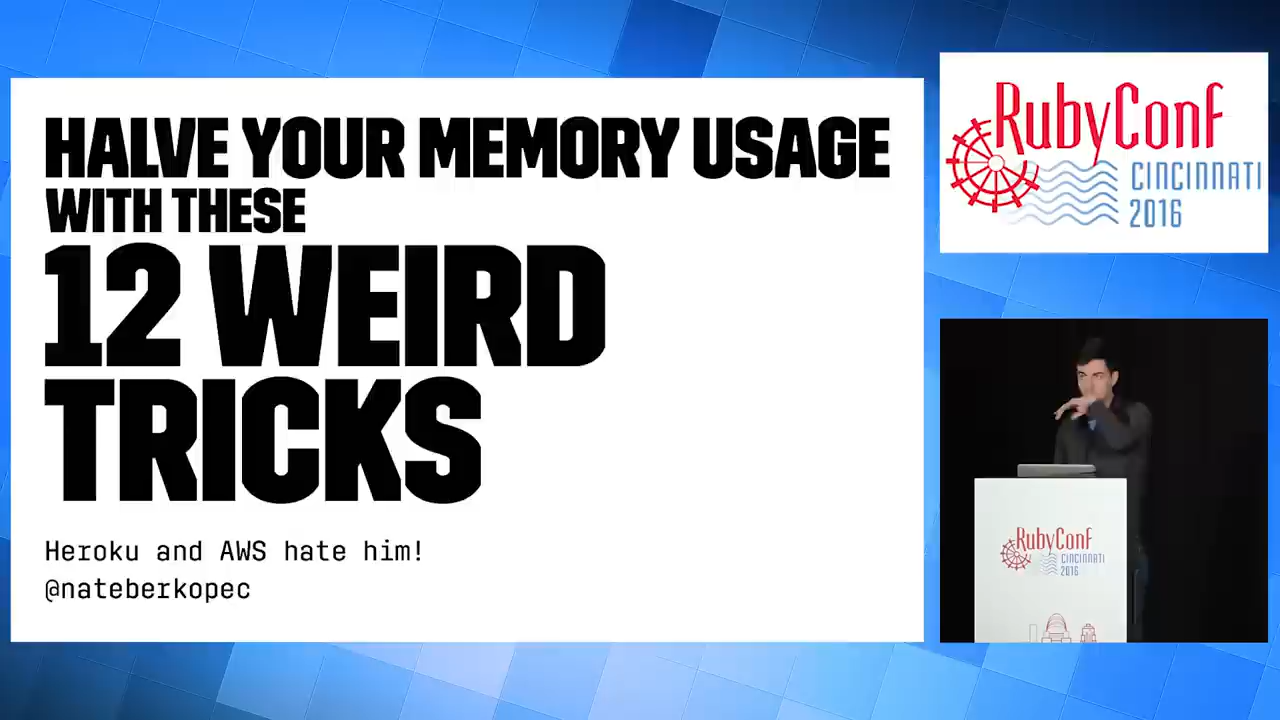 HALVE YOUR MEMORY USAGE
WITH THESE
12 WEIRD
TRICKS
Heroku and AWS hate him!
@nateberkopec
RubyConf
CINCINNATI
2016
RubyConf
CINCINNATI
2016